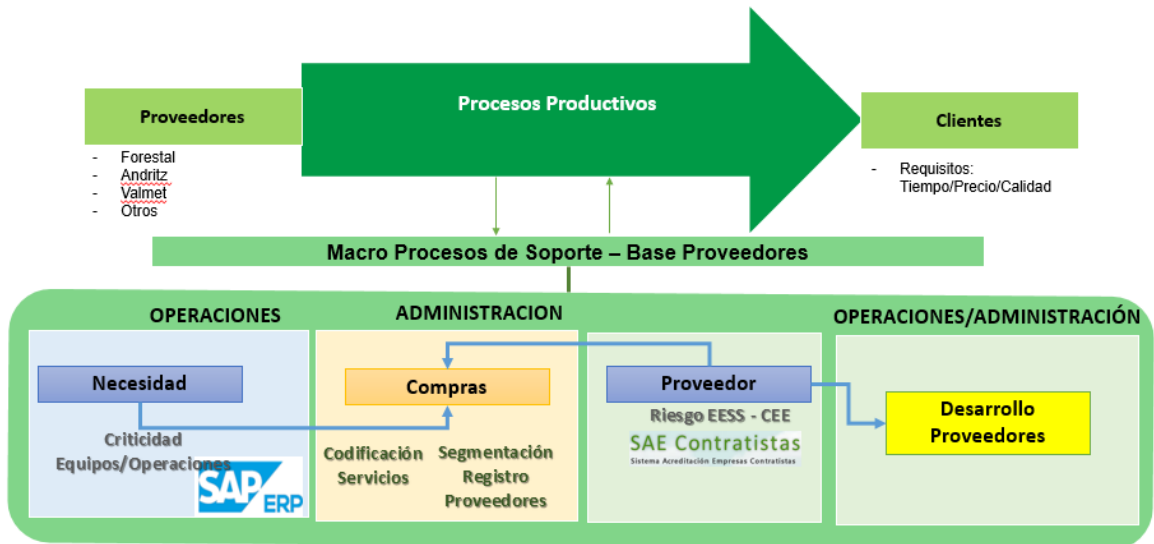 Procesos Productivos
Proveedores
Clientes
- Forestal
- Andritz
- Valmet
- Otros
- Requisitos:
Tiempo/Precio/Calidad
Macro Procesos de Soporte – Base Proveedores
OPERACIONES
ADMINISTRACION
OPERACIONES/ADMINISTRACIÓN
Necesidad
Criticidad
Equipos/Operaciones
SAP ERP
Compras
Codificación
Servicios
Segmentación
Registro
Proveedores
Proveedor
Riesgo EESS - CEE
SAE Contratistas
Sistema Acreditación Empresas Contratistas
Desarrollo
Proveedores